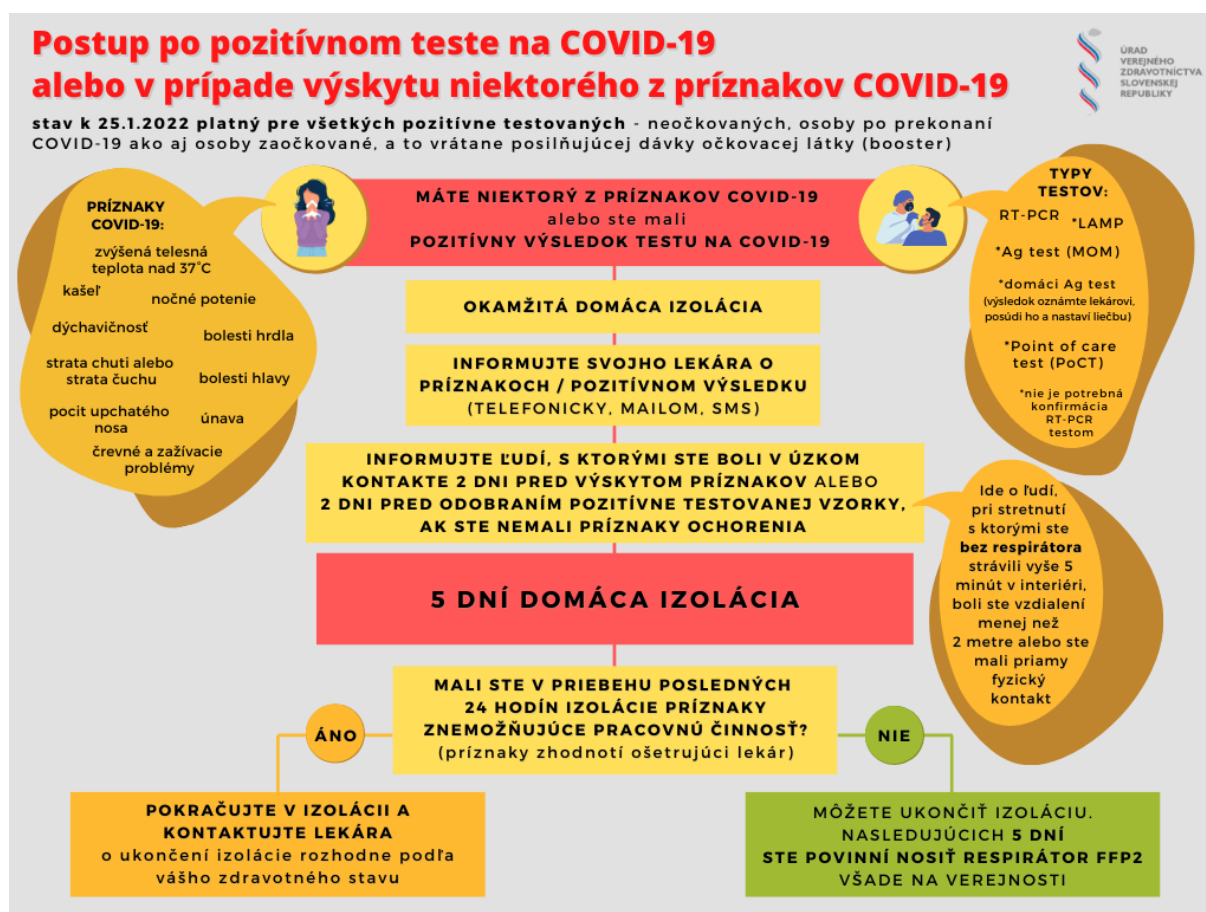 Postup po pozitívnom teste na COVID-19
alebo v prípade výskytu niektorého z príznakov COVID-19
ÚRAD
VEREJNÉHO
ZDRAVOTNÍCTVA
SLOVENSKEJ
REPUBLIKY
stav k 25.1.2022 platný pre všetkých pozitívne testovaných - neočkovaných, osoby po prekonaní
COVID-19 ako aj osoby zaočkované, a to vrátane posilňujúcej dávky očkovacej látky (booster)
PRÍZNAKY
COVID-19:
zvýšená telesná
teplota nad 37°C
kašeľ
nočné potenie
dýchavičnosť
bolesti hrdla
strata chuti alebo
strata čuchu
bolesti hlavy
pocit upchatého
nosa
únava
črevné a zažívacie
problémy
MÁTE NIEKTORÝ Z PRÍZNAKOV COVID-19
alebo ste mali
POZITÍVNY VÝSLEDOK TESTU NA COVID-19
TYPY
TESTOV:
RT-PCR
*LAMP
*Ag test (MOM)
*domáci Ag test
(výsledok oznámte lekárovi,
posúdi ho a nastaví liečbu)
*Point of care
test (PoCT)
*nie je potrebná
konfirmácia
RT-PCR
testom
OKAMŽITÁ DOMÁCA IZOLÁCIA
INFORMUJTE SVOJHO LEKÁRA O
PRÍZNAKOCH / POZITÍVNOM VÝSLEDKU
(TELEFONICKY, MAILOM, SMS)
INFORMUJTE ĽUDÍ, S KTORÝMI STE BOLI V ÚZKOM
KONTAKTE 2 DNI PRED VÝSKYTOM PRÍZNAKOV ALEBO
2 DNI PRED ODOBRANÍM POZITÍVNE TESTOVANEJ VZORKY,
AK STE NEMALI PRÍZNAKY OCHORENIA
Ide o ľudí,
pri stretnutí
s ktorými ste
bez respirátora
strávili vyše 5
minút v interiéri,
boli ste vzdialení
menej než
2 metre alebo ste
mali priamy
fyzický
kontakt
5 DNÍ DOMÁCA IZOLÁCIA
MALI STE V PRIEBEHU POSLEDNÝCH
24 HODÍN IZOLÁCIE PRÍZNAKY
ZNEMOŽŇUJÚCE PRACOVNÚ ČINNOSŤ?
(príznaky zhodnotí ošetrujúci lekár)
ÁNO
NIE
POKRAČUJTE V IZOLÁCII A
KONTAKTUJTE LEKÁRA
o ukončení izolácie rozhodne podľa
vášho zdravotného stavu
MÔŽETE UKONČIŤ IZOLÁCIU.
NASLEDUJÚCICH 5 DNÍ
STE POVINNÍ NOSIŤ RESPIRÁTOR FFP2
VŠADE NA VEREJNOSTI